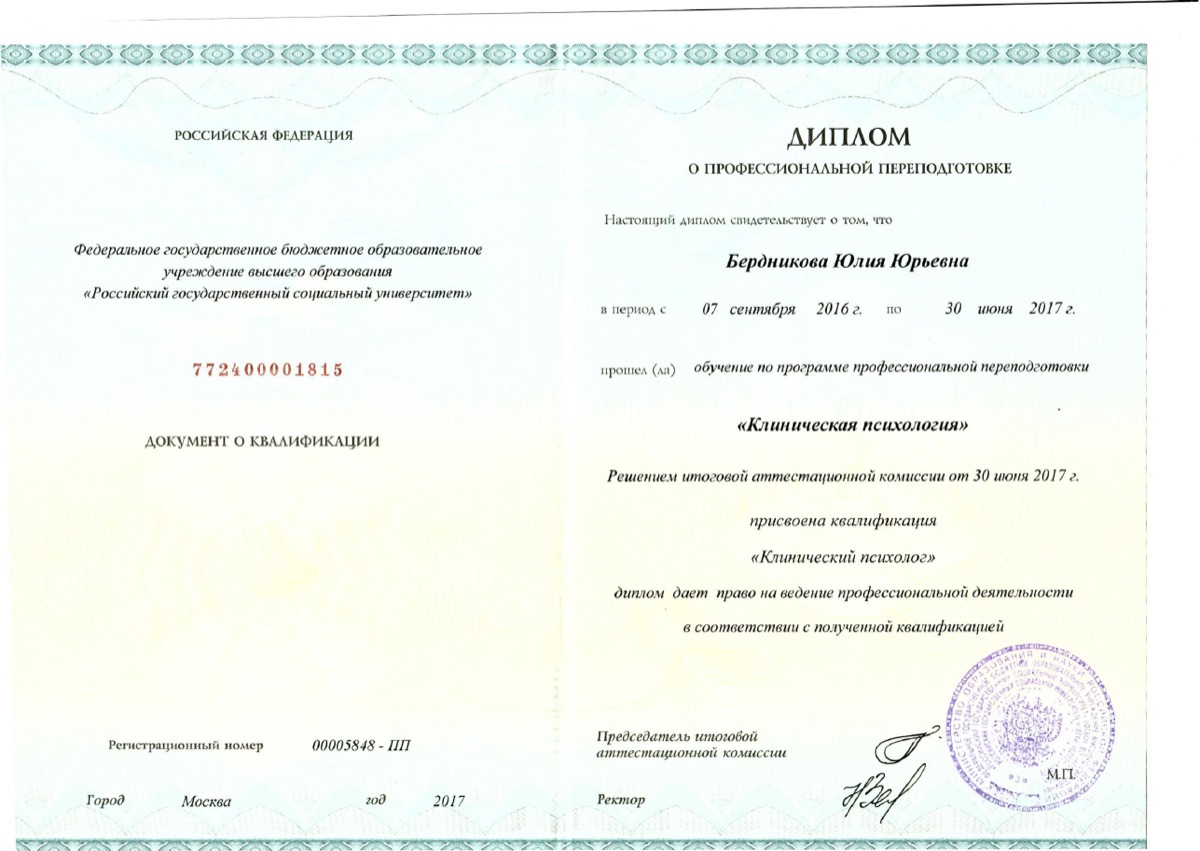 РОССИЙСКАЯ ФЕДЕРАЦИЯ
Федеральное государственное бюджетное образовательное
учреждение высшего образования
«Российский государственный социальный университет»
772400001815
ДОКУМЕНТ О КВАЛИФИКАЦИИ
Регистрационный номер 00005848 - ПП
Город Москва год 2017
ДИПЛОМ
О ПРОФЕССИОНАЛЬНОЙ ПЕРЕПОДГОТОВКЕ
Настоящий диплом свидетельствует о том, что
Бердникова Юлия Юрьевна
в период с 07 сентября 2016 г. по 30 июня 2017 г.
прошел (ла) обучение по программе профессиональной переподготовки
«Клиническая психология»
Решением итоговой аттестационной комиссии от 30 июня 2017 г.
присвоена квалификация
«Клинический психолог»
диплом дает право на ведение профессиональной деятельности
в соответствии с полученной квалификацией
Председатель итоговой
аттестационной комиссии
М.П.
Ректор